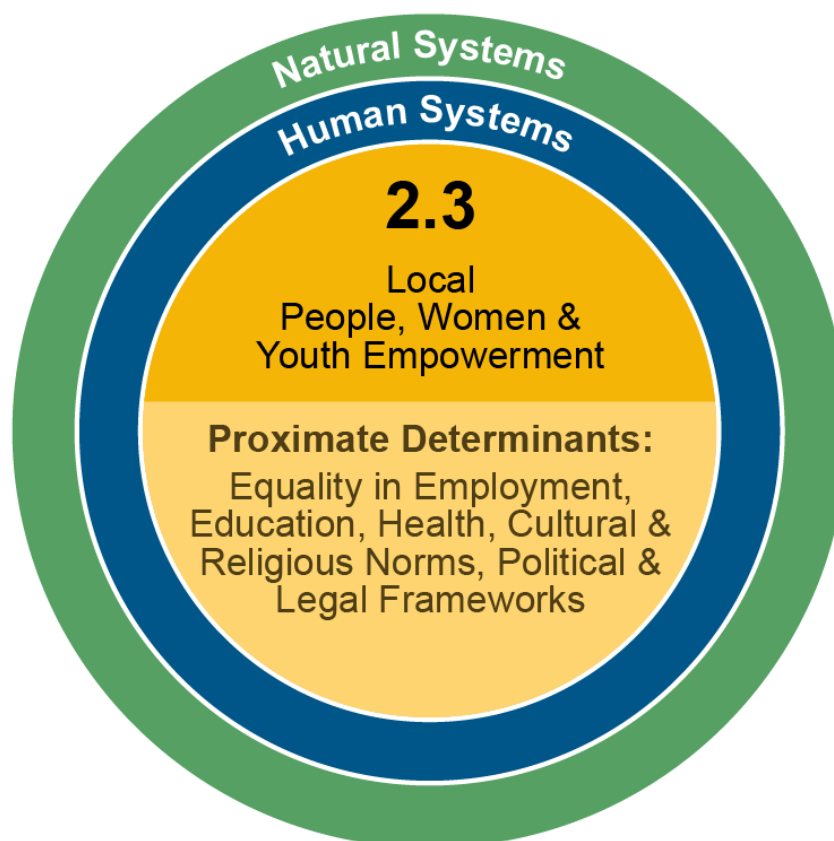 Natural Systems
Human Systems
2.3
Local
People, Women &
Youth Empowerment
Proximate Determinants:
Equality in Employment,
Education, Health, Cultural &
Religious Norms, Political &
Legal Frameworks